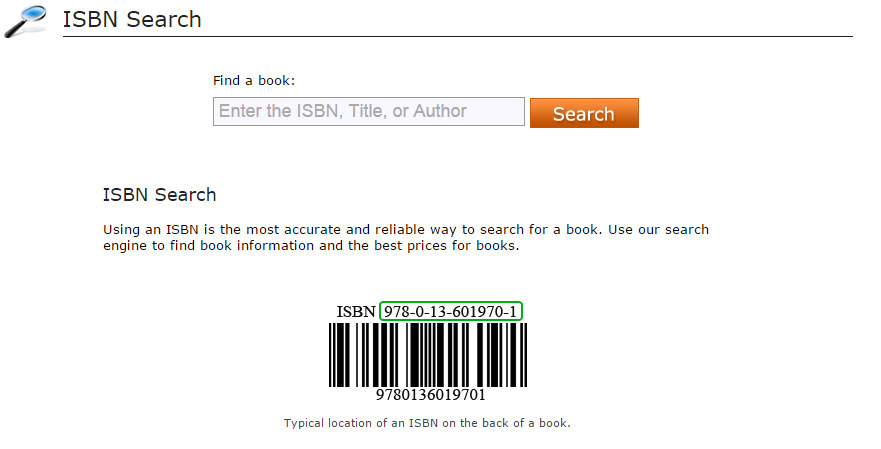 ISBN Search
Find a book:
Enter the ISBN, Title, or Author
Search
ISBN Search
Using an ISBN is the most accurate and reliable way to search for a book. Use our search
engine to find book information and the best prices for books.
ISBN 978-0-13-601970-1
9780136019701
Typical location of an ISBN on the back of a book.